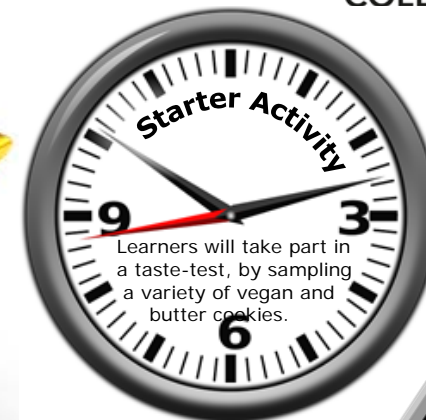 Starter Activity
9
3
Learners will take part in
a taste-test, by sampling
a variety of vegan and
butter cookies.
6